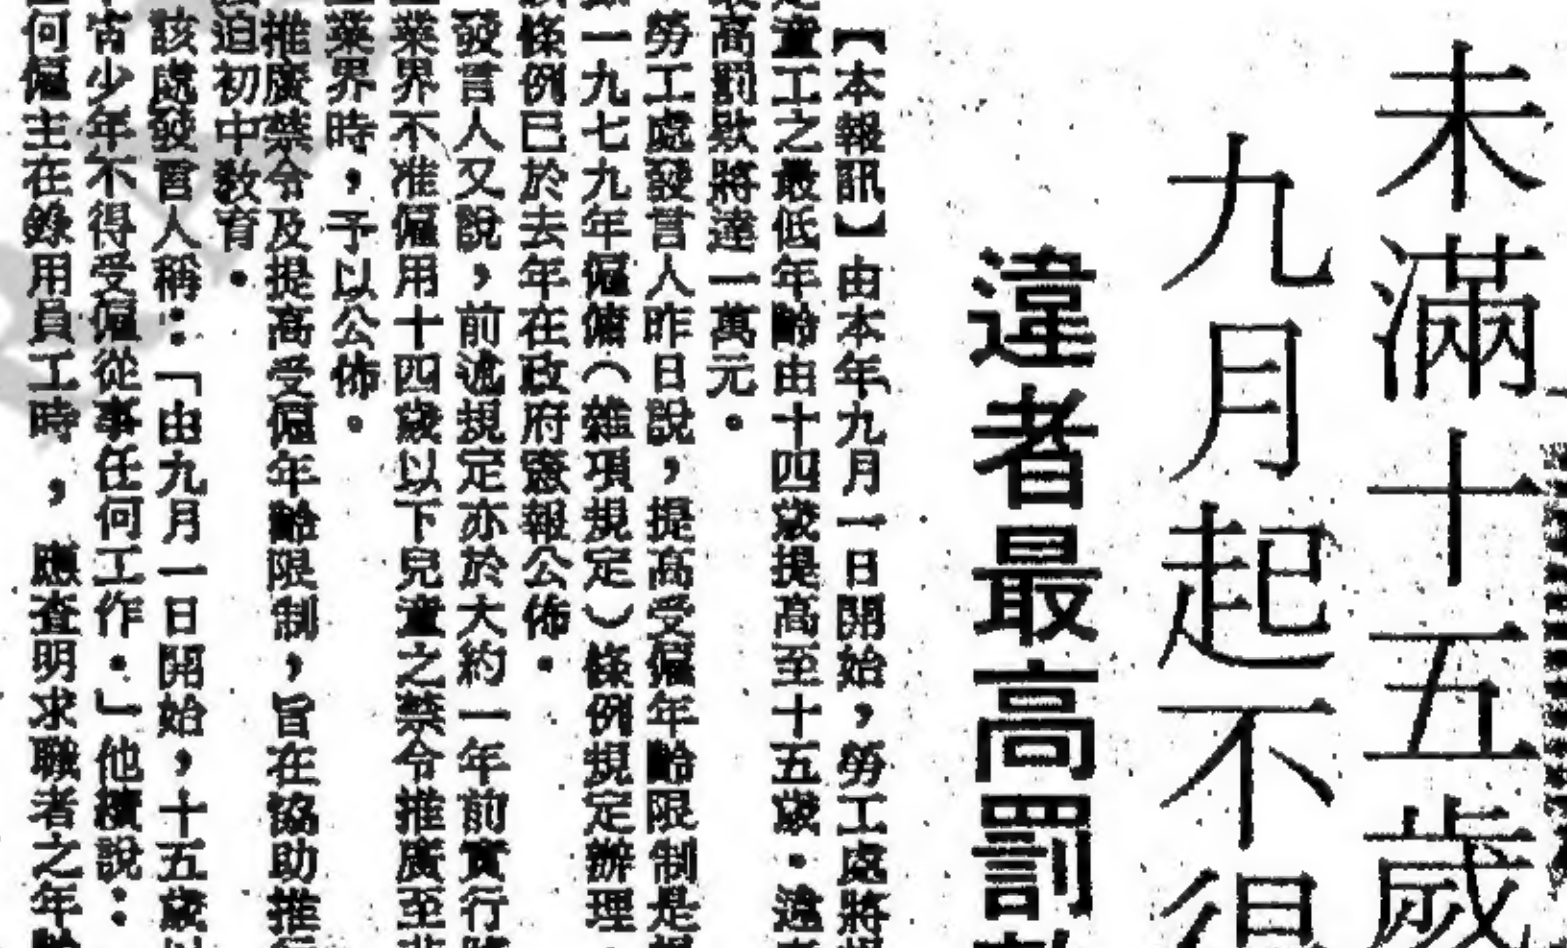 未滿十五歲
九月起不得
違者最高罰款
【本報訊】由本年九月一日開始，勞工處將
童工之最低年齡由十四歲提高至十五歲。違
高罰款將達一萬元。
勞工處發言人昨日說，提高受僱年齡限制是
一九七九年僱傭（雜項規定）條例規定辦理
條例已於去年在政府憲報公佈。
發言人又說，前述規定亦於大約一年前實行
業界不准僱用十四歲以下兒童之禁令推廣至非
業界時，予以公佈。
推廣禁令及提高受僱年齡限制，旨在協助推行
迫初中教育。
該處發言人稱：「由九月一日開始，十五歲以
青少年不得受僱從事任何工作。」他續說：
何僱主在錄用員工時，應查明求職者之年齡